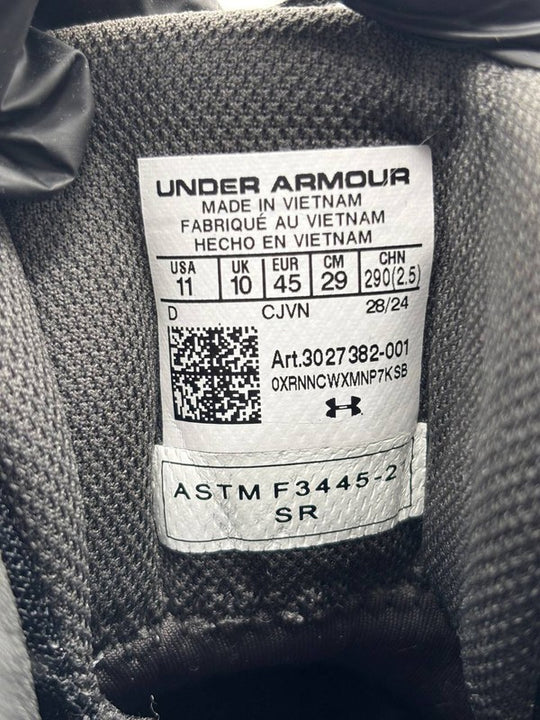 UNDER ARMOUR
MADE IN VIETNAM
FABRIQUÉ AU VIETNAM
HECHO EN VIETNAM
USA UK EUR CM CHN
11 10 45 29 290(2.5)
D CJVN 28/24
Art.3027382-001
0XRNNCWXMNP7KSB
ASTM F3445-2
SR